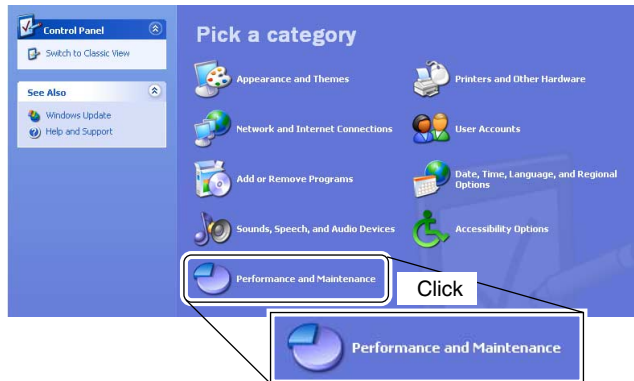 Control Panel
Switch to Classic View
See Also
Windows Update
Help and Support
Pick a category
Appearance and Themes
Printers and Other Hardware
Network and Internet Connections
User Accounts
Add or Remove Programs
Date, Time, Language, and Regional
Options
Sounds, Speech, and Audio Devices
Accessibility Options
Performance and Maintenance
Click
Performance and Maintenance